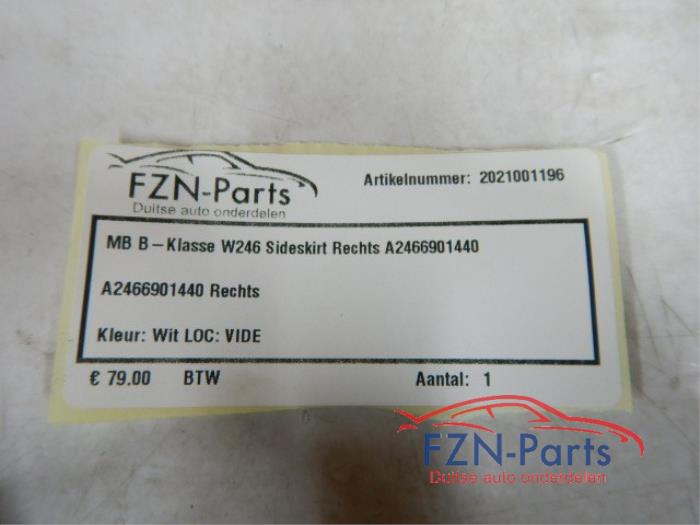 FZN-Parts
Duitse auto onderdelen
Artikelnummer: 2021001196
MB B-Klasse W246 Sideskirt Rechts A2466901440
A2466901440 Rechts
Kleur: Wit LOC: VIDE
€ 79.00 BTW Aantal: 1
FZN-Parts
Duitse auto onderdelen